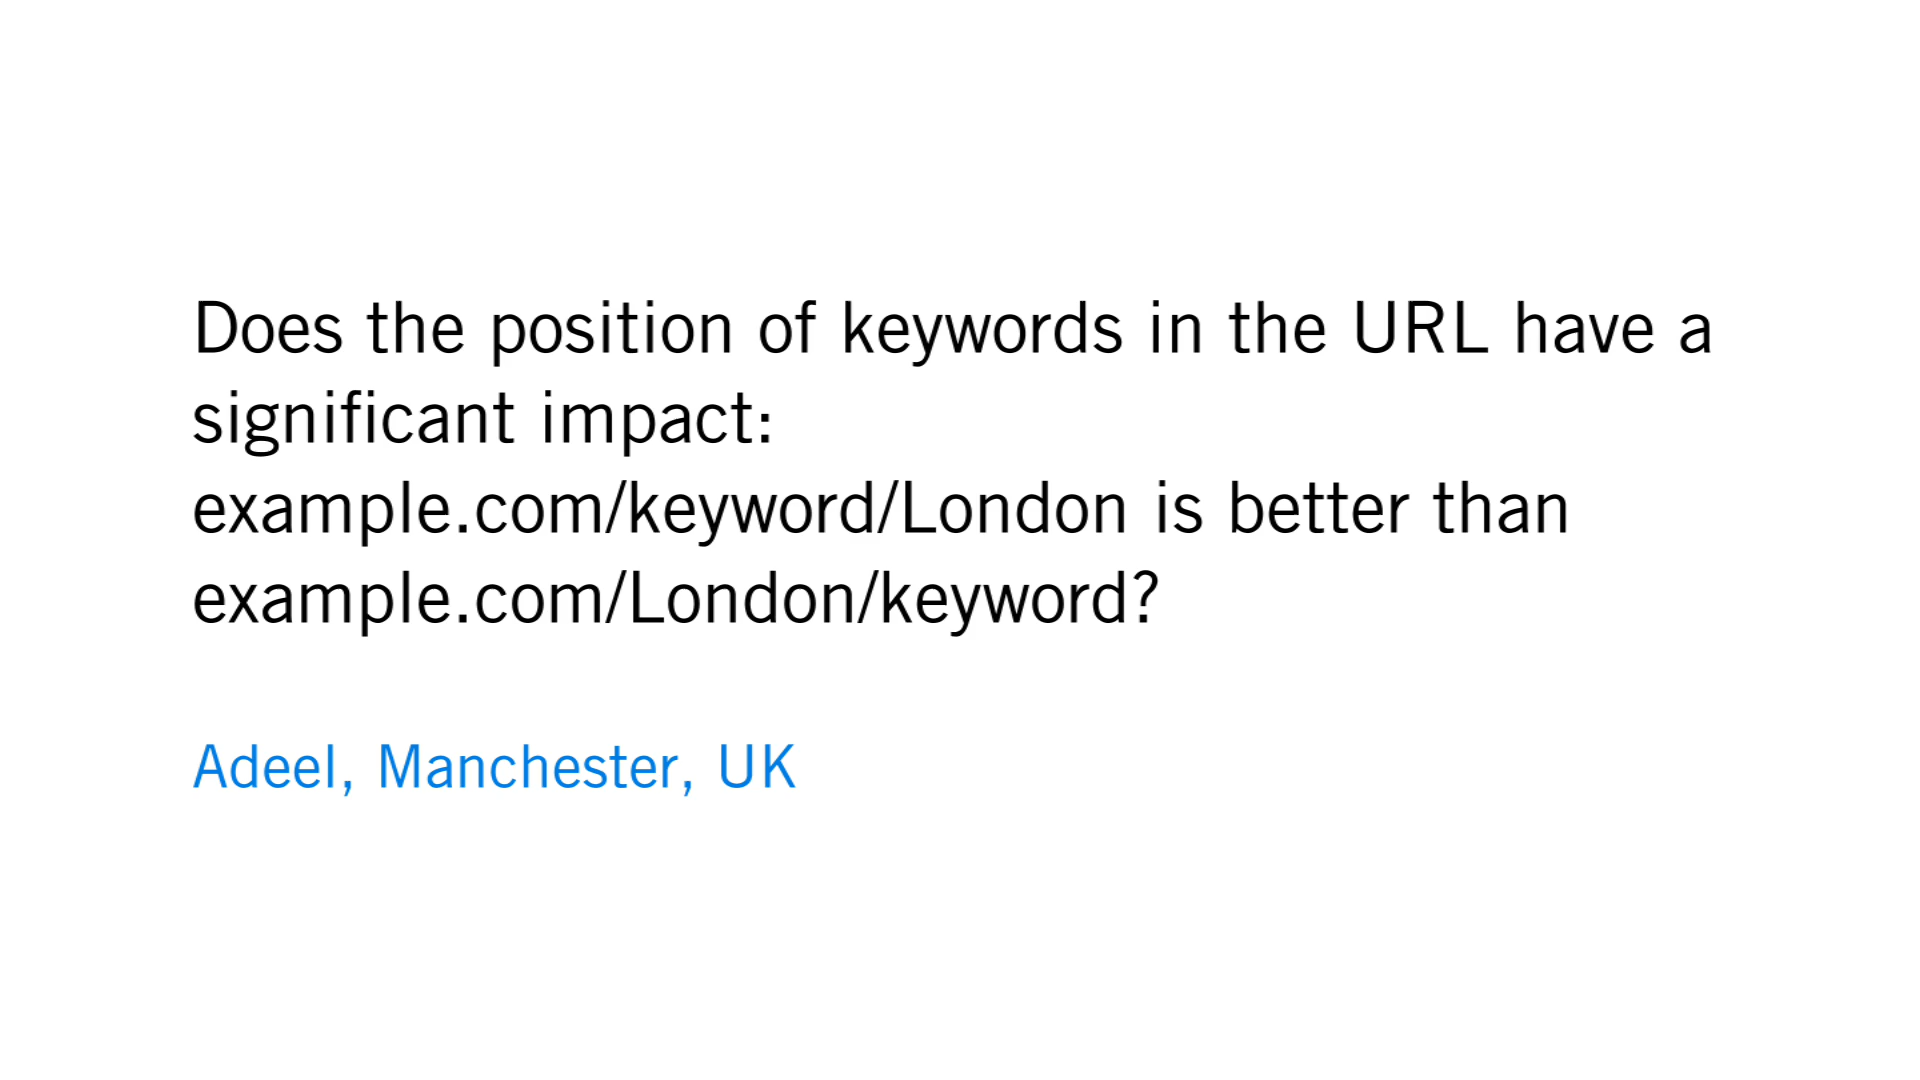 Does the position of keywords in the URL have a
significant impact:
example.com/keyword/London is better than
example.com/London/keyword?
Adeel, Manchester, UK